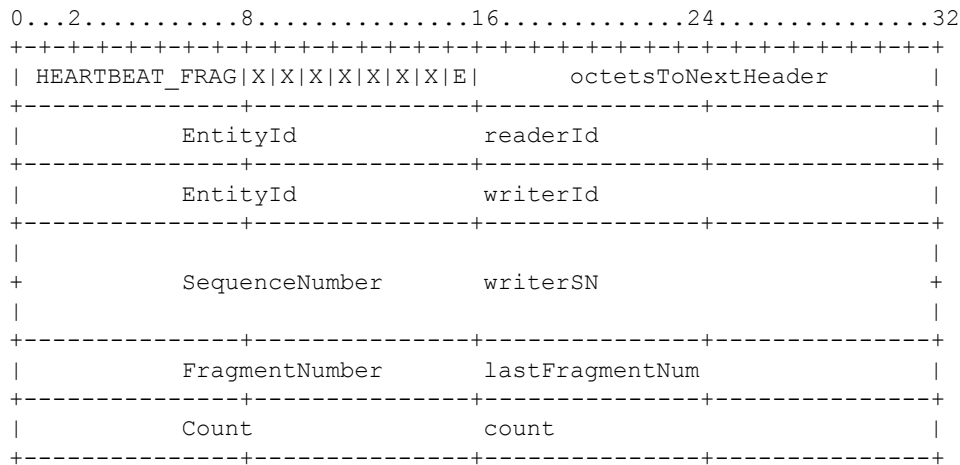 0...2...........8...............16.............24...............32
+-+-+-+-+-+-+-+-+-+-+-+-+-+-+-+-+-+-+-+-+-+-+-+-+-+-+-+-+-+-+-+-+
| HEARTBEAT_FRAG|X|X|X|X|X|X|X|E| octetsToNextHeader |
+---------------+---------------+---------------+---------------+
| EntityId readerId |
+---------------+---------------+---------------+---------------+
| EntityId writerId |
+---------------+---------------+---------------+---------------+
| |
+ SequenceNumber writerSN +
| |
+---------------+---------------+---------------+---------------+
| FragmentNumber lastFragmentNum |
+---------------+---------------+---------------+---------------+
| Count count |
+---------------+---------------+---------------+---------------+